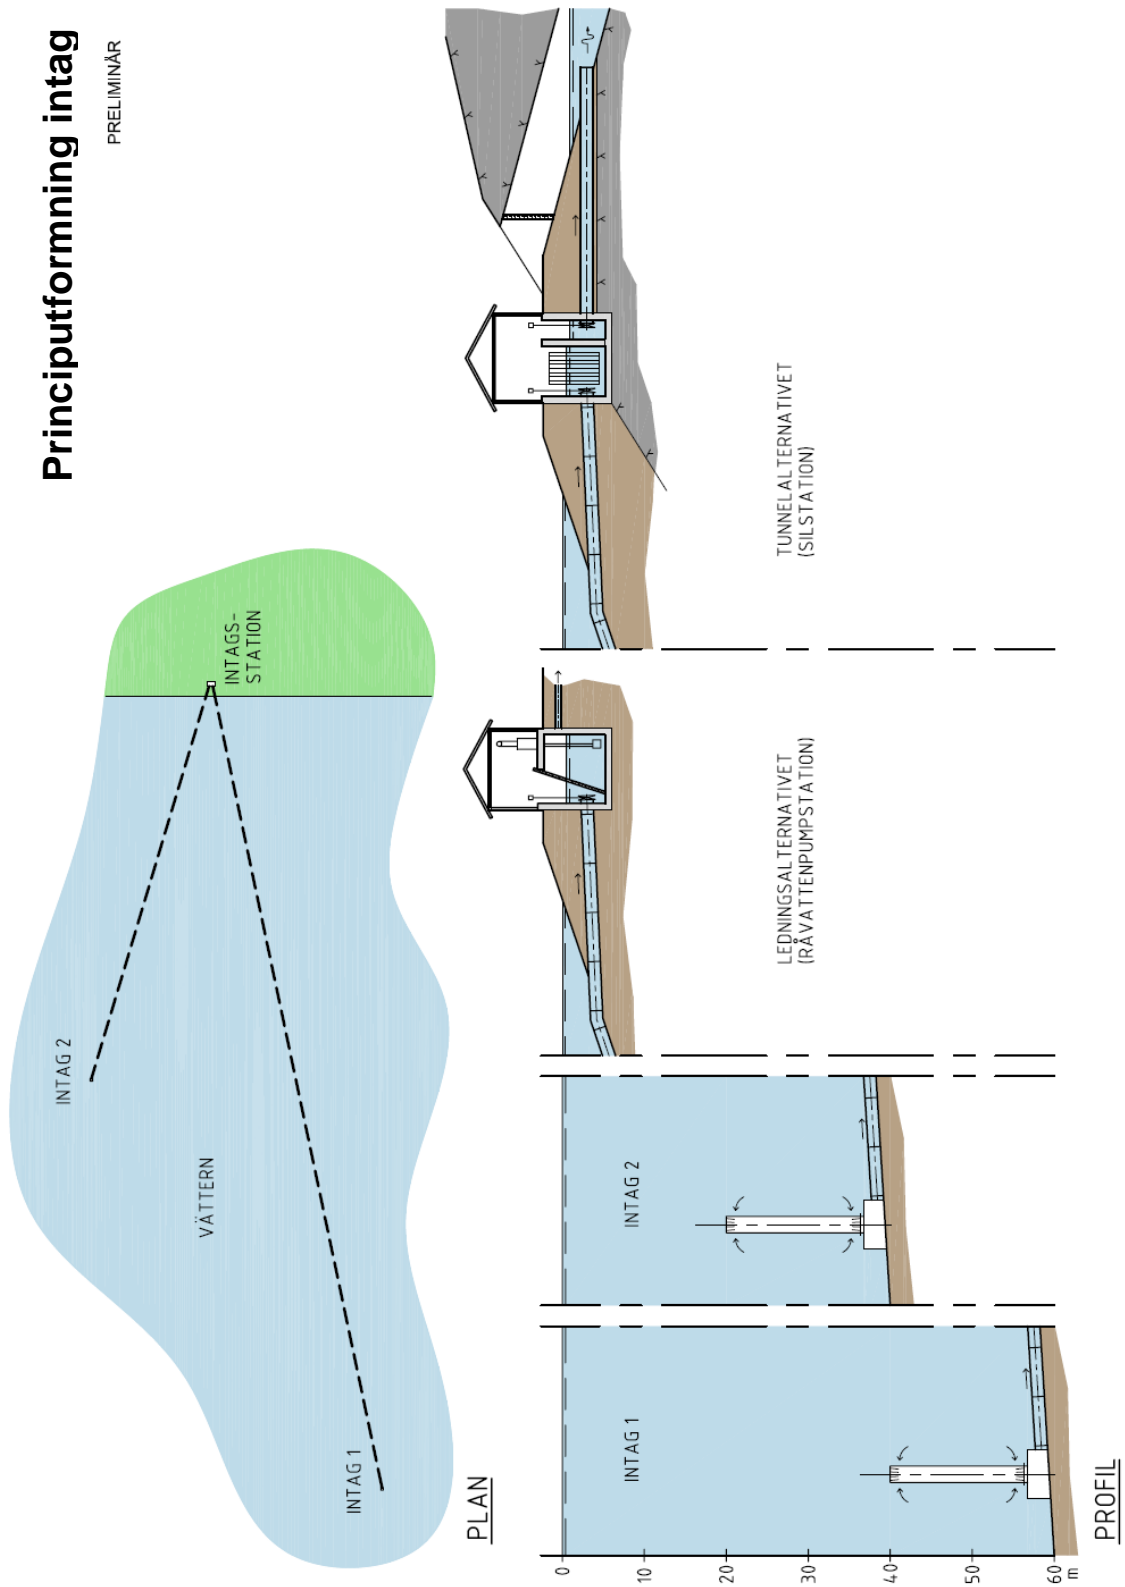 Principutformning intag
PRELIMINÄR
INTAGS-
STATION
INTAG 2
VÄTTERN
INTAG 1
PLAN
TUNNELALTERNATIVET
(SILSTATION)
LEDNINGSALTERNATIVET
(RÅVATTENPUMPSTATION)
INTAG 2
INTAG 1
0
10
20
30
40
50
60
m
PROFIL